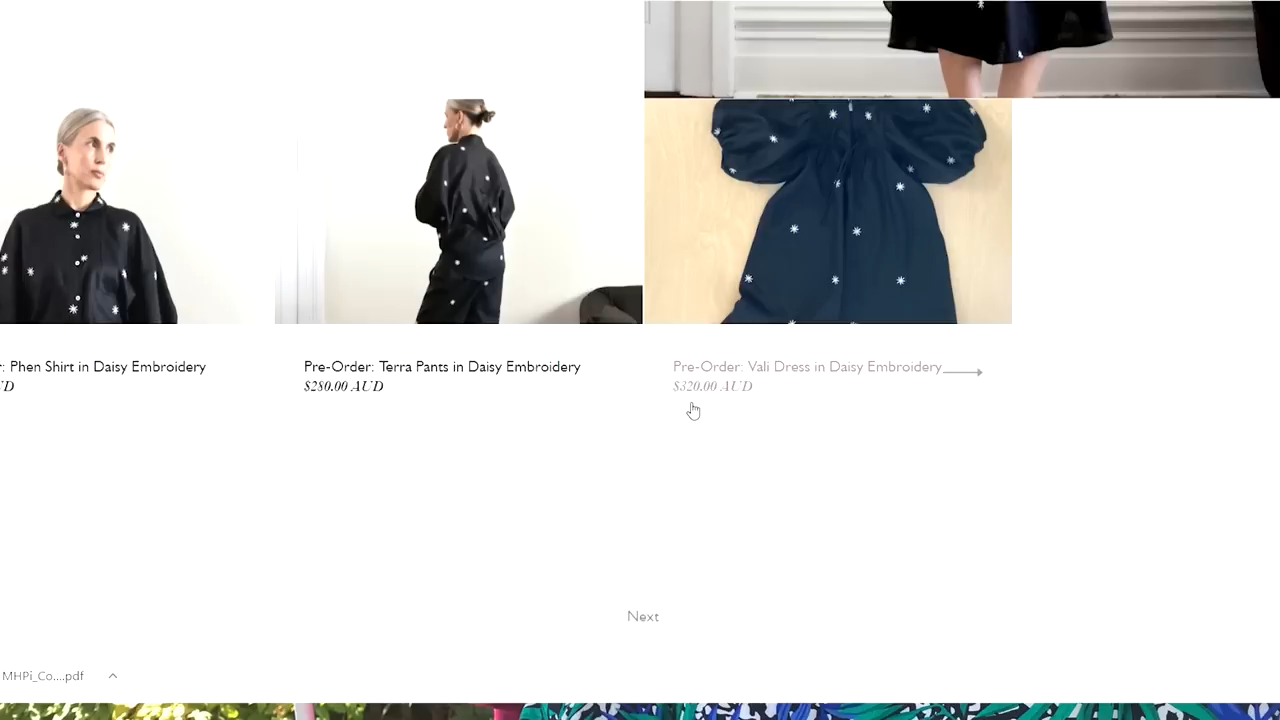 r: Phen Shirt in Daisy Embroidery
UD
Pre-Order: Terra Pants in Daisy Embroidery
$280.00 AUD
Pre-Order: Vali Dress in Daisy Embroidery
$320.00 AUD
Next
MHPi_Co....pdf